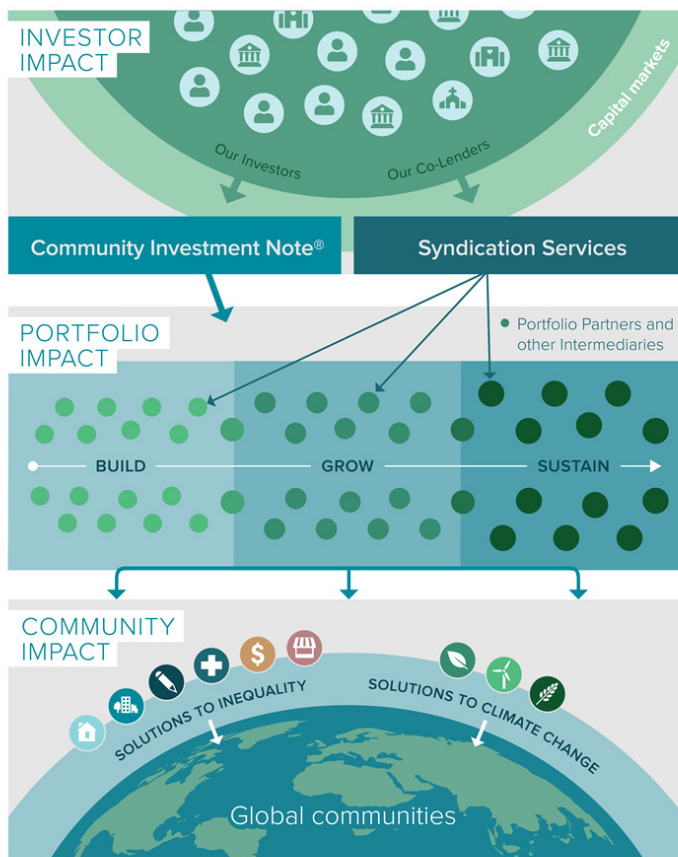 INVESTOR
IMPACT
Capital markets
Our Investors
Our Co-Lenders
Community Investment Note®
Syndication Services
PORTFOLIO
IMPACT
Portfolio Partners and
other Intermediaries
BUILD
GROW
SUSTAIN
COMMUNITY
IMPACT
$
SOLUTIONS TO INEQUALITY
SOLUTIONS TO CLIMATE CHANGE
Global communities